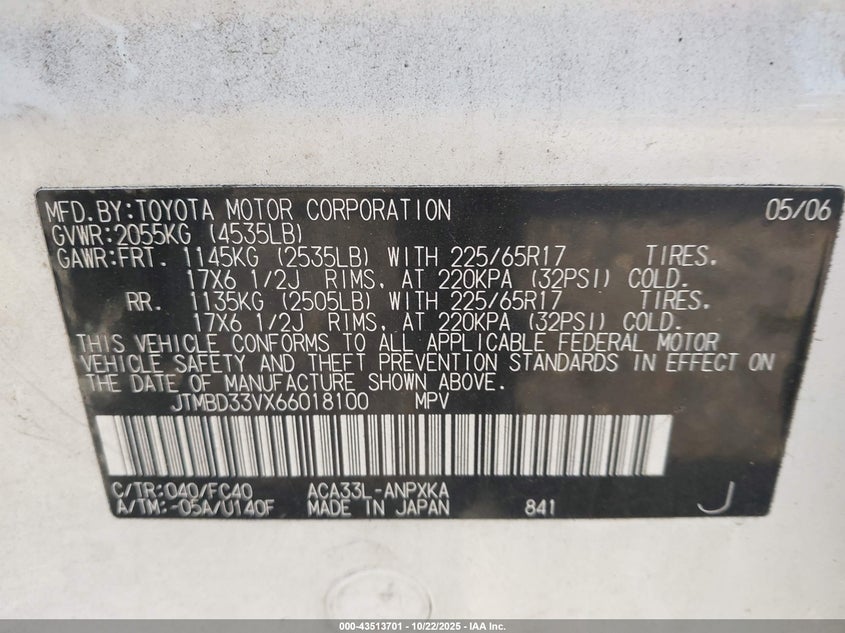 MFD.BY:TOYOTA MOTOR CORPORATION 05/06
GVWR:2055KG (4535LB)
GAWR:FRT. 1145KG (2535LB) WITH 225/65R17 TIRES.
17X6 1/2J RIMS, AT 220KPA (32PSI) COLD.
RR. 1135KG (2505LB) WITH 225/65R17 TIRES.
17X6 1/2J RIMS, AT 220KPA (32PSI) COLD.
THIS VEHICLE CONFORMS TO ALL APPLICABLE FEDERAL MOTOR
VEHICLE SAFETY AND THEFT PREVENTION STANDARDS IN EFFECT ON
THE DATE OF MANUFACTURE SHOWN ABOVE.
JTMBD33VX66018100 MPV
C/TR:040/FC40 ACA33L-ANPXKA
A/TM:-05A/U140F MADE IN JAPAN 841 J
000-43513701 - 10/22/2025 - IAA Inc.